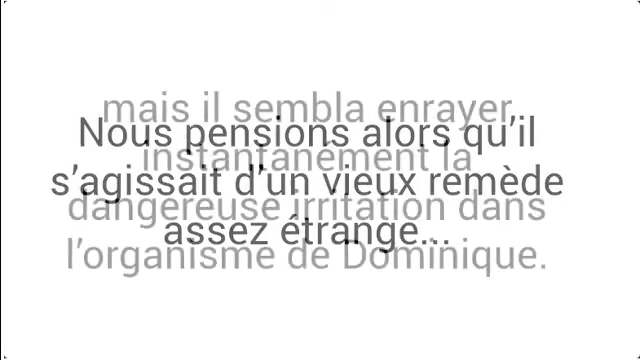 mais il sembla enrayer
instantanément la
dangereuse irritation dans
l’organisme de Dominique.
Nous pensions alors qu’il
s’agissait d’un vieux remède
assez étrange...